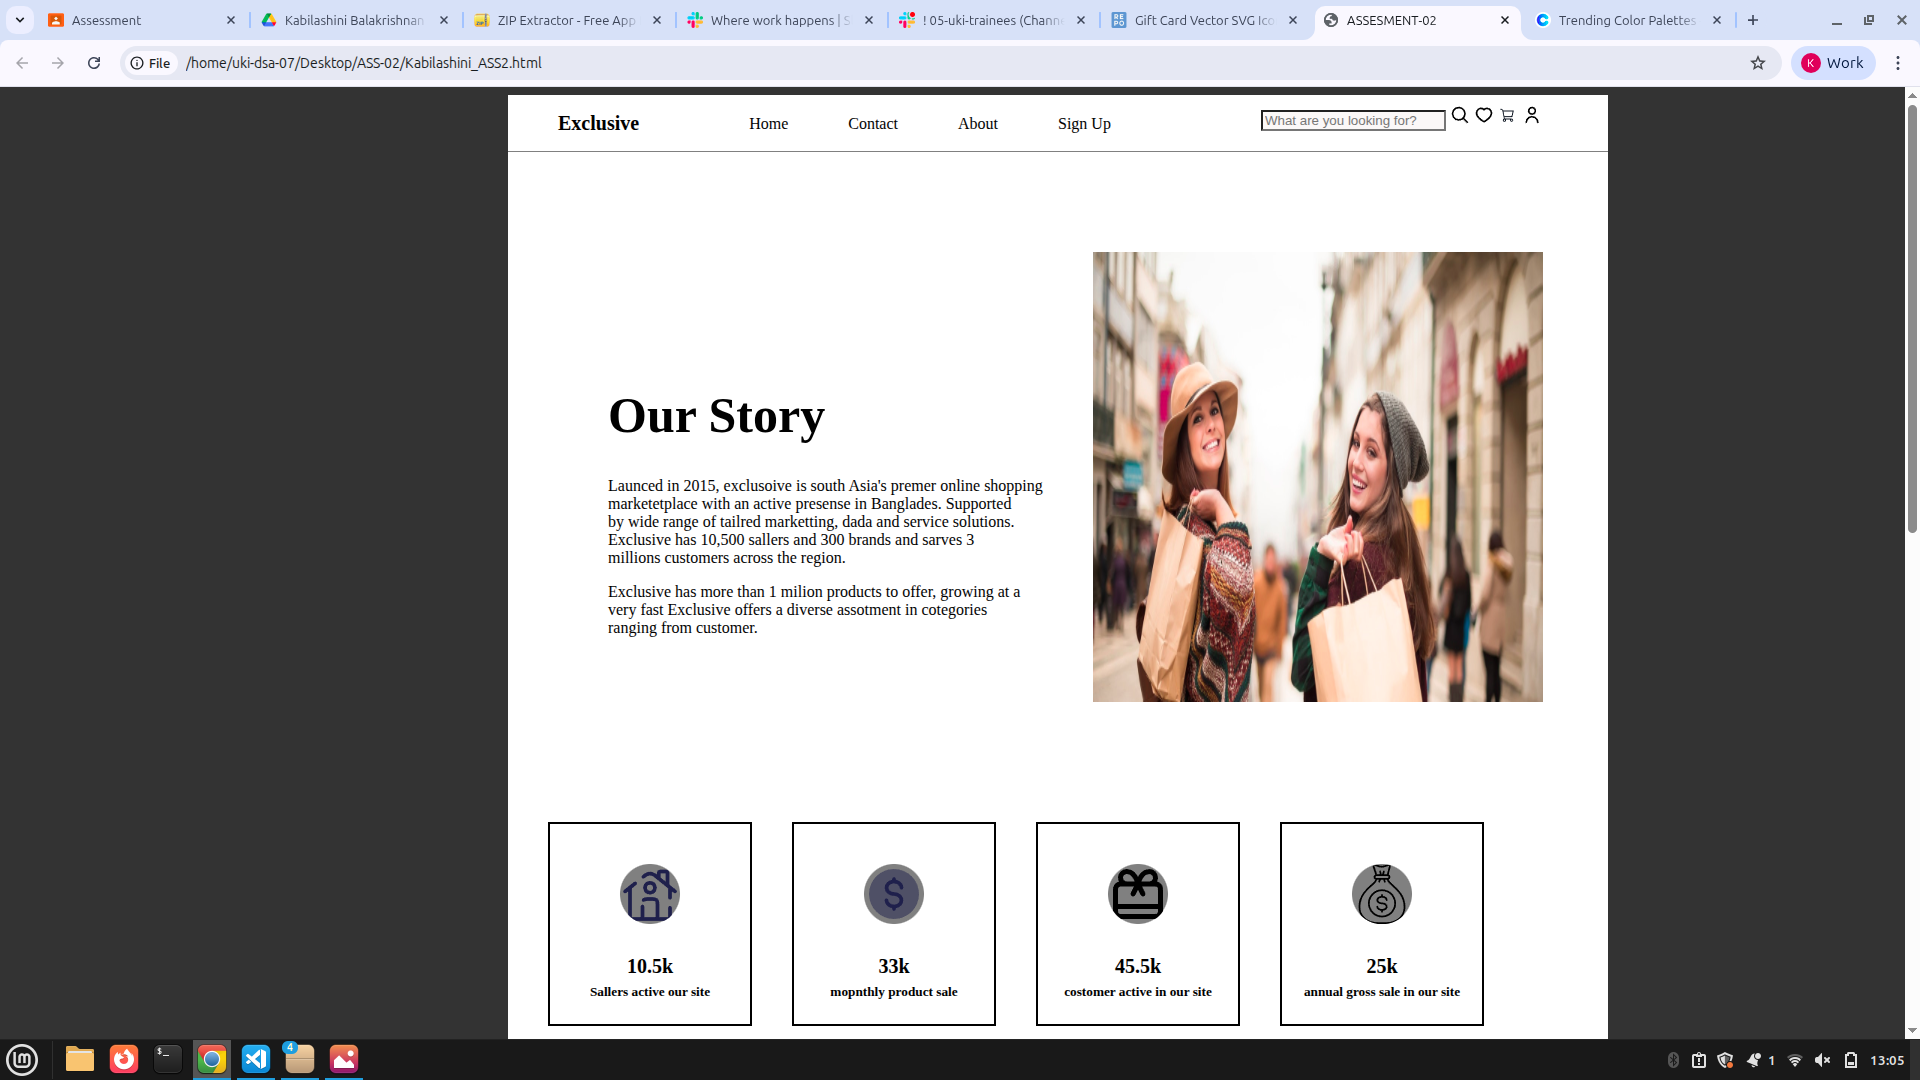 Assessment
Kabilashini Balakrishnan
ZIP Extractor - Free App
Where work happens | S
! 05-uki-trainees (Channe
Gift Card Vector SVG Ico
ASSESMENT-02
Trending Color Palettes
File
/home/uki-dsa-07/Desktop/ASS-02/Kabilashini_ASS2.html
K
Work
Exclusive
Home
Contact
About
Sign Up
What are you looking for?
Our Story
Launced in 2015, exclusoive is south Asia's premer online shopping
marketetplace with an active presense in Banglades. Supported
by wide range of tailred marketting, dada and service solutions.
Exclusive has 10,500 sallers and 300 brands and sarves 3
millions customers across the region.
Exclusive has more than 1 milion products to offer, growing at a
very fast Exclusive offers a diverse assotment in cotegories
ranging from customer.
10.5k
Sallers active our site
33k
mopnthly product sale
45.5k
costomer active in our site
25k
annual gross sale in our site
4
1
13:05